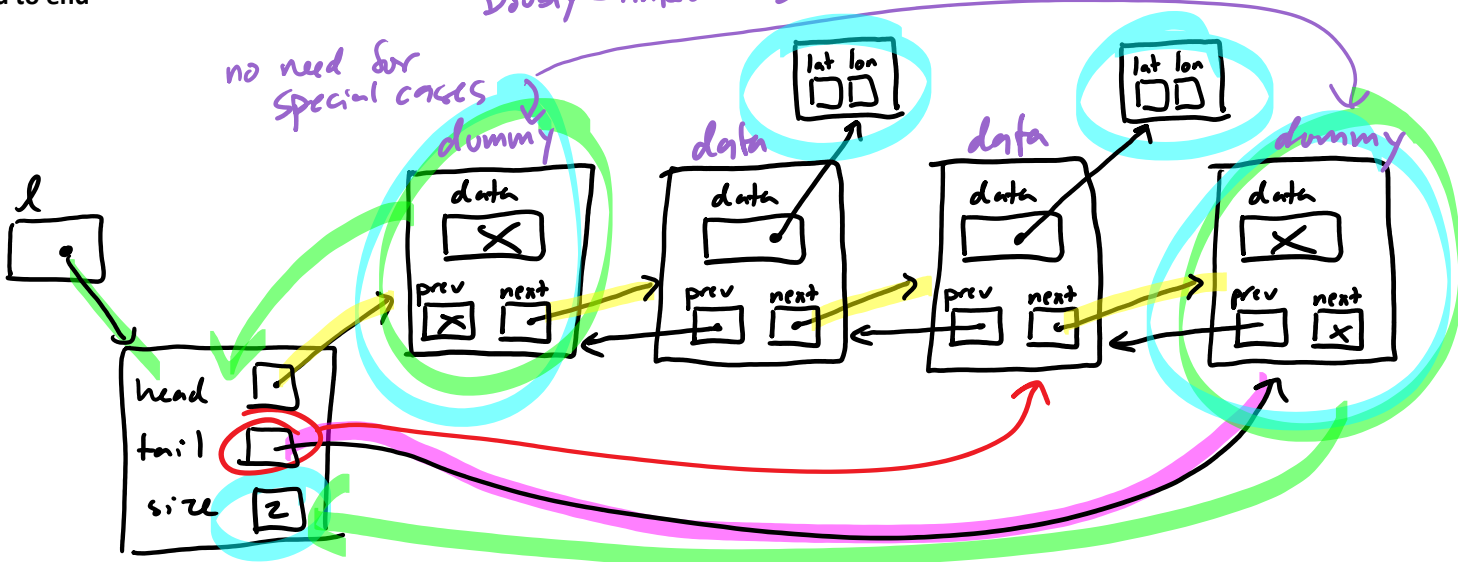 d to end
no need for
special cases
lat lon
lat lon
dummy
data
data
dummy
l
data
data
data
data
prev next
prev next
prev next
prev next
head
tail
size 2